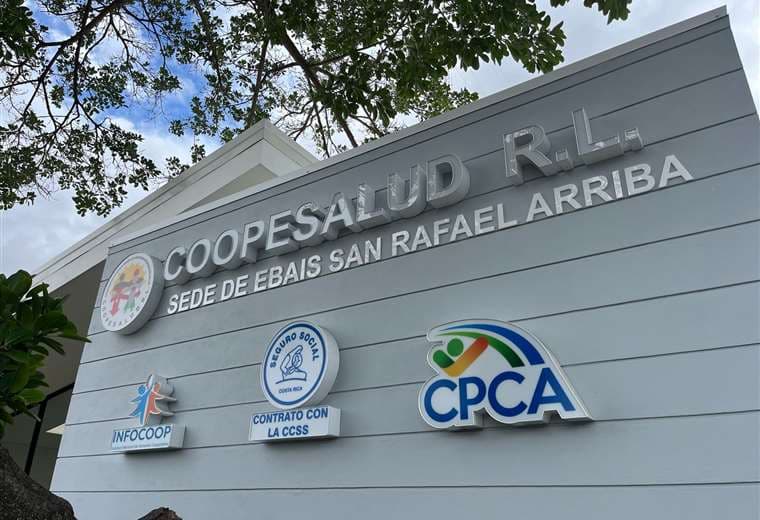 COOPESALUD R.L.
SEDE DE EBAIS SAN RAFAEL ARRIBA
SEGURO SOCIAL
COSTA RICA
CONTRATO CON
LA CCSS
INFOCOOP
CPCA